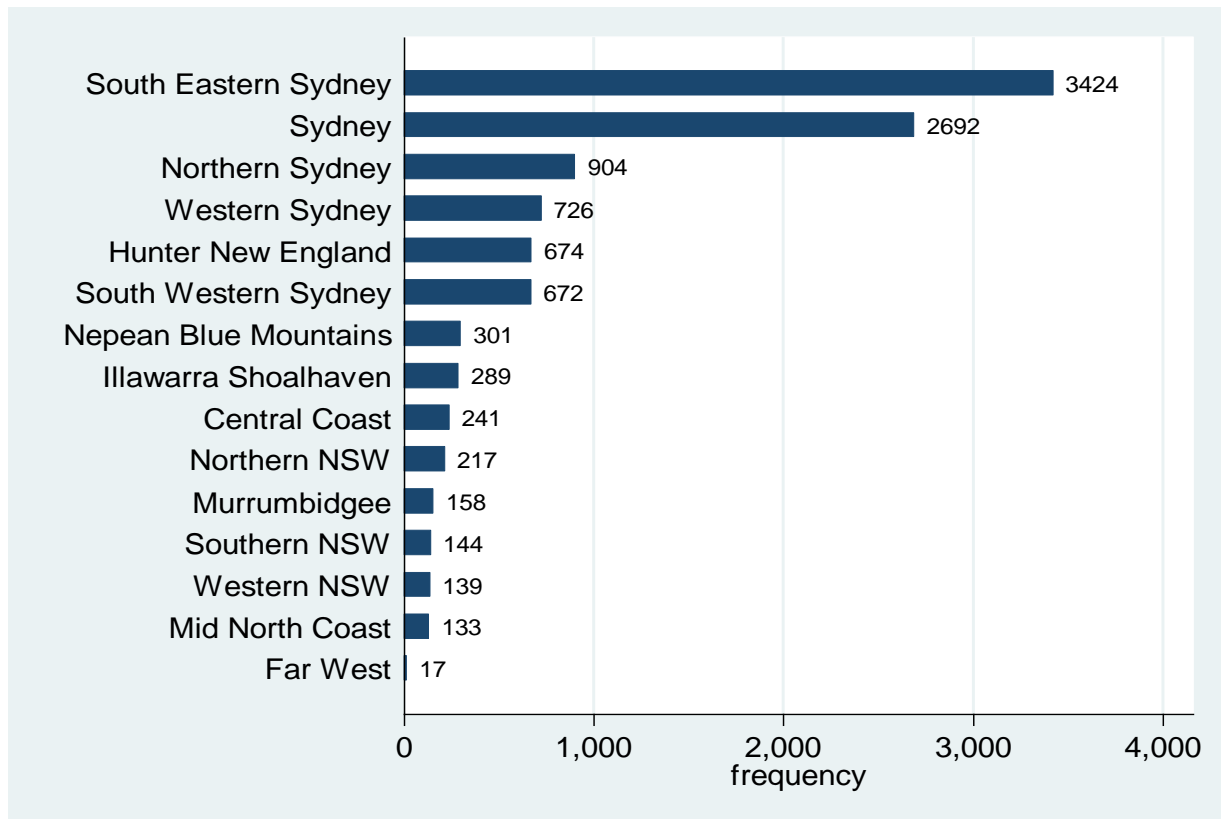 South Eastern Sydney 3424
Sydney 2692
Northern Sydney 904
Western Sydney 726
Hunter New England 674
South Western Sydney 672
Nepean Blue Mountains 301
Illawarra Shoalhaven 289
Central Coast 241
Northern NSW 217
Murrumbidgee 158
Southern NSW 144
Western NSW 139
Mid North Coast 133
Far West 17
0 1,000 2,000 3,000 4,000
frequency